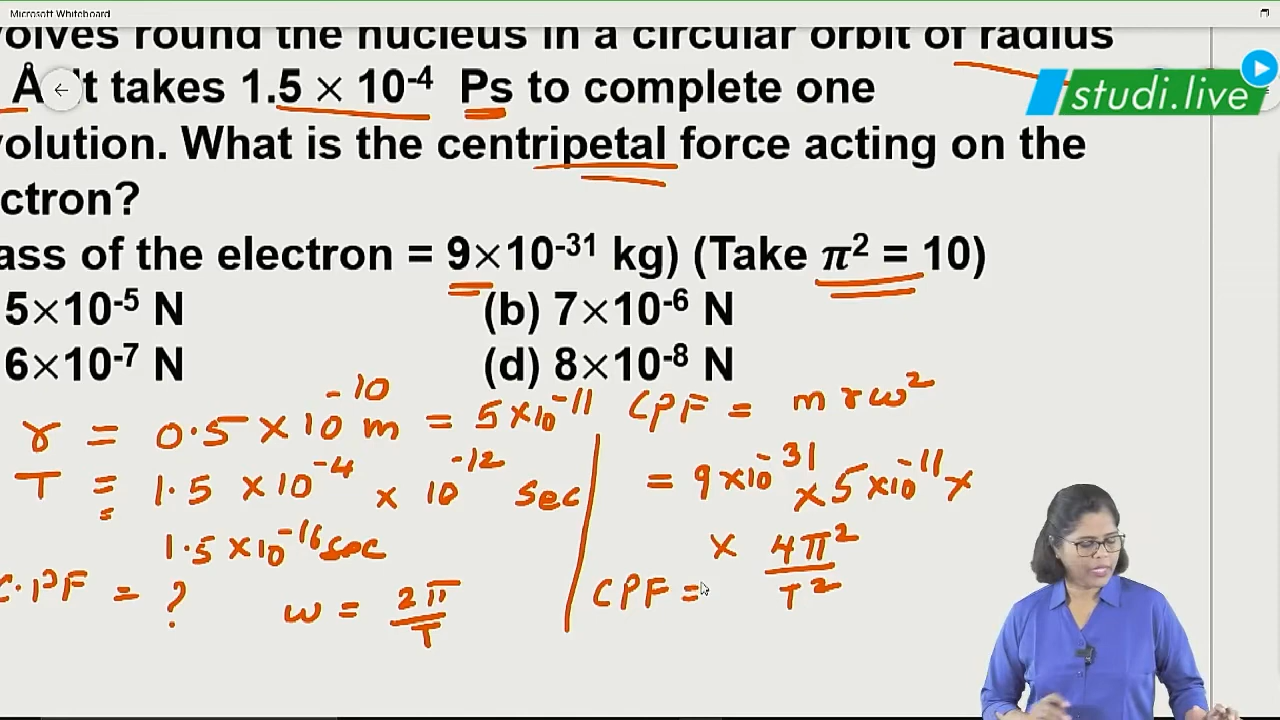 Microsoft Whiteboard
olves round the nucleus in a circular orbit of radius
Å It takes 1.5 × 10⁻⁴ Ps to complete one
studi.live
volution. What is the centripetal force acting on the
ctron?
ass of the electron = 9×10⁻³¹ kg) (Take π² = 10)
5×10⁻⁵ N (b) 7×10⁻⁶ N
6×10⁻⁷ N (d) 8×10⁻⁸ N
r = 0.5 × 10⁻¹⁰ m = 5×10⁻¹¹
T = 1.5 × 10⁻⁴ × 10⁻¹² sec
1.5 × 10⁻¹⁶ sec
C.PF = ? ω = 2π/T
CPF = m r ω²
= 9×10⁻³¹ × 5×10⁻¹¹ ×
× 4π²/T²
CPF =